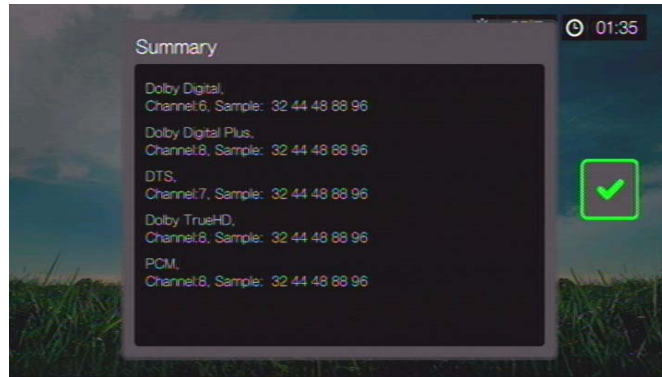 01:35
Summary
Dolby Digital,
Channel:6, Sample: 32 44 48 88 96
Dolby Digital Plus,
Channel:8, Sample: 32 44 48 88 96
DTS,
Channel:7, Sample: 32 44 48 88 96
Dolby TrueHD,
Channel:8, Sample: 32 44 48 88 96
PCM,
Channel:8, Sample: 32 44 48 88 96